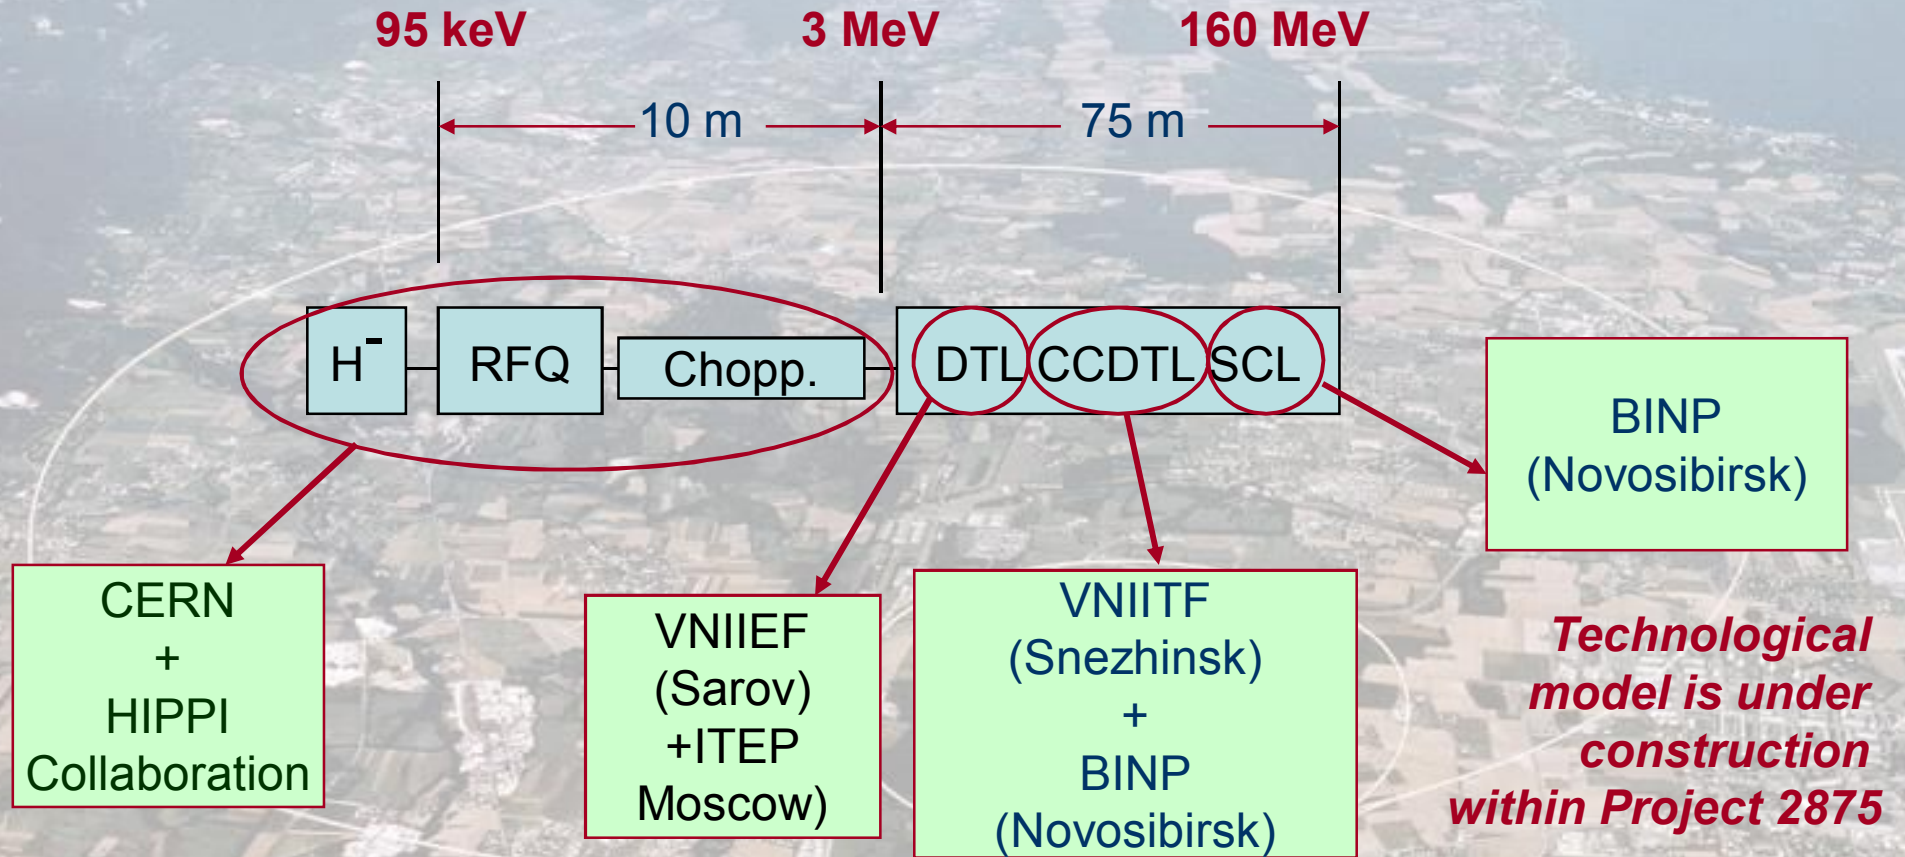 95 keV
3 MeV
160 MeV
10 m
75 m
H-
RFQ
Chopp.
DTL
CCDTL
SCL
BINP
(Novosibirsk)
CERN
+
HIPPI
Collaboration
VNIIEF
(Sarov)
+ITEP
Moscow)
VNIITF
(Snezhinsk)
+
BINP
(Novosibirsk)
Technological
model is under
construction
within Project 2875